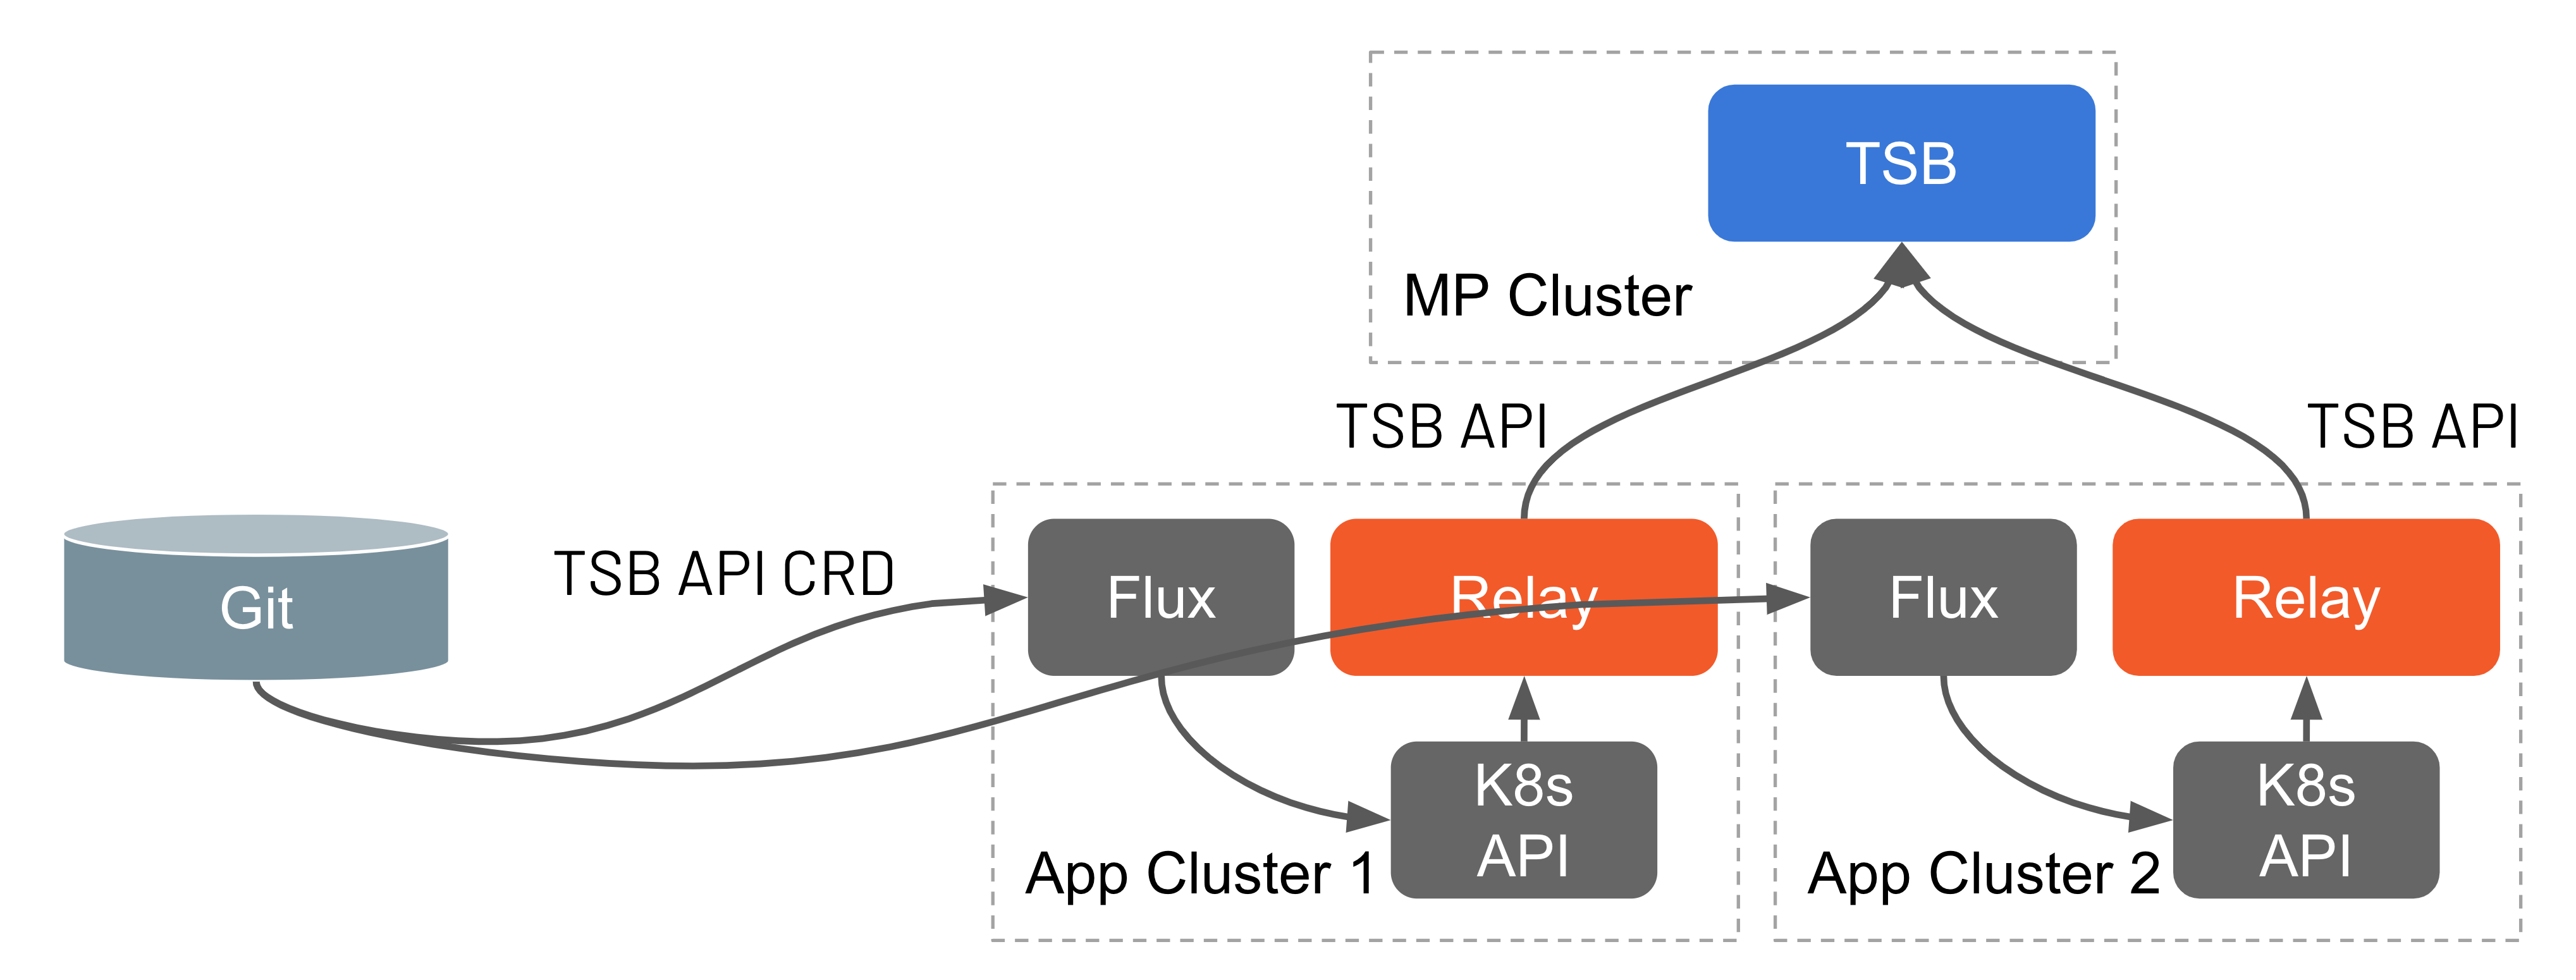 TSB
MP Cluster
TSB API
TSB API
TSB API CRD
Git
Flux
Relay
Flux
Relay
K8s
API
K8s
API
App Cluster 1
App Cluster 2